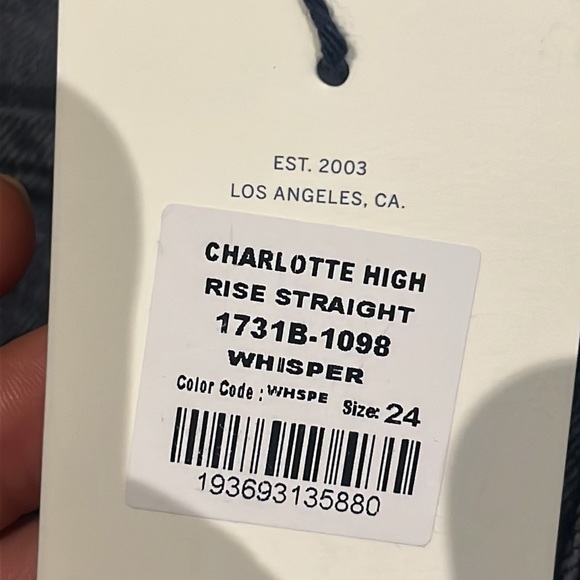 EST. 2003
LOS ANGELES, CA.
CHARLOTTE HIGH
RISE STRAIGHT
1731B-1098
WHISPER
Color Code : WHSPE Size: 24
193693135880